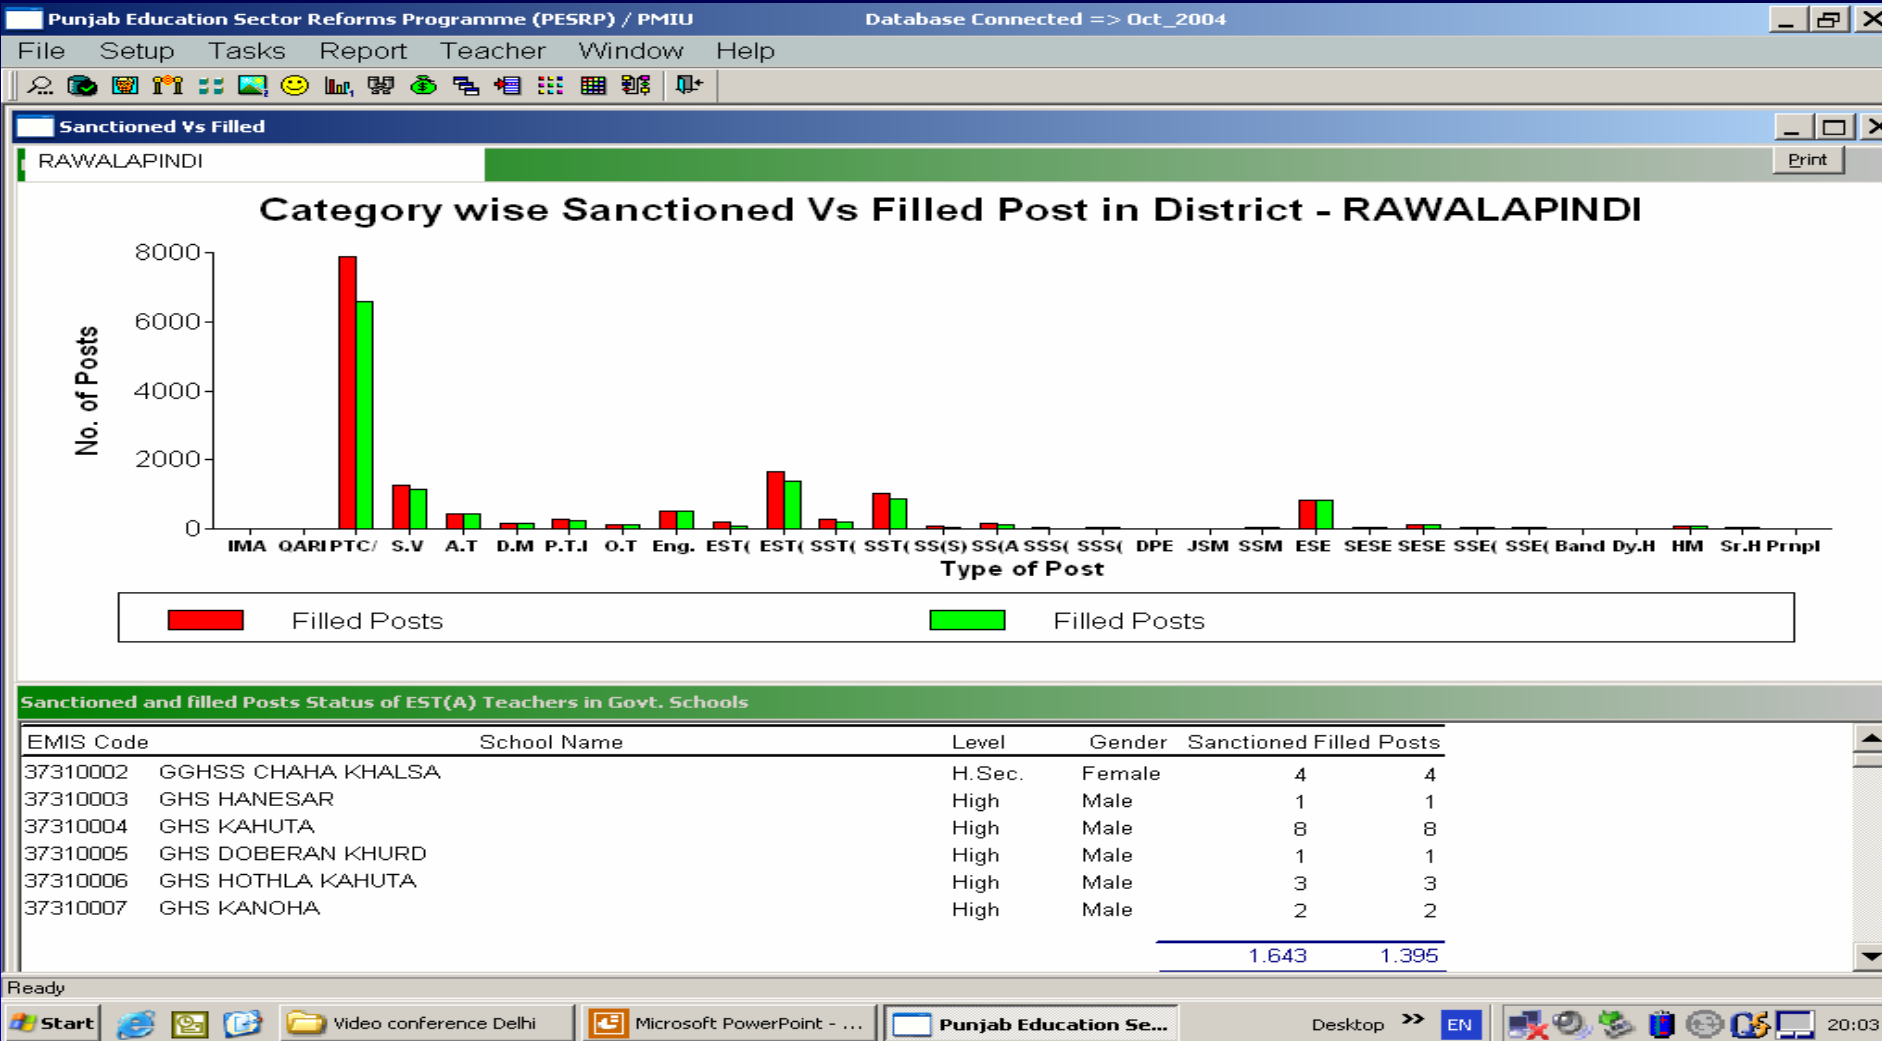 Punjab Education Sector Reforms Programme (PESRP) / PMIU Database Connected => Oct_2004
File Setup Tasks Report Teacher Window Help
Sanctioned Vs Filled
RAWALAPINDI Print
Category wise Sanctioned Vs Filled Post in District - RAWALAPINDI
No. of Posts
8000
6000
4000
2000
0
IMA QARI PTC/ S.V A.T D.M P.T.I O.T Eng. EST( EST( SST( SST( SS(S) SS(A SSS( SSS( DPE JSM SSM ESE SESE SESE SSE( SSE( Band Dy.H HM Sr.H Prnpl
Type of Post
Filled Posts Filled Posts
Sanctioned and filled Posts Status of EST(A) Teachers in Govt. Schools
EMIS Code School Name Level Gender Sanctioned Filled Posts
37310002 GGHSS CHAHA KHALSA H.Sec. Female 4 4
37310003 GHS HANESAR High Male 1 1
37310004 GHS KAHUTA High Male 8 8
37310005 GHS DOBERAN KHURD High Male 1 1
37310006 GHS HOTHLA KAHUTA High Male 3 3
37310007 GHS KANOHA High Male 2 2
1.643 1.395
Ready
Start Video conference Delhi Microsoft PowerPoint - ... Punjab Education Se... Desktop >> EN 20:03